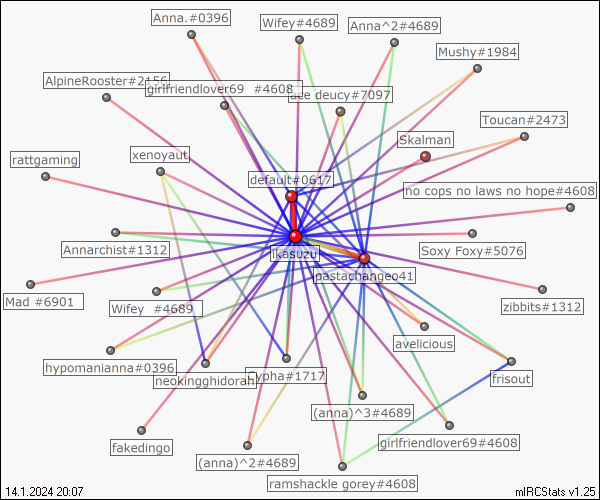 Anna.#0396
Wifey#4689
Anna^2#4689
Mushy#1984
AlpineRooster#2156
girlfriendlover69 #4608
ace deucy#7097
Toucan#2473
Skalman
rattgaming
xenoyaut
default#0617
no cops no laws no hope#4608
Annarchist#1312
ikasuzu
Soxy Foxy#5076
pastachangeo41
Mad #6901
Wifey #4689
zibbits#1312
avelicious
hypomanianna#0396
neokingghidorah
cypha#1717
frisout
(anna)^3#4689
fakedingo
girlfriendlover69#4608
(anna)^2#4689
ramshackle gorey#4608
14.1.2024 20:07
mIRCStats v1.25